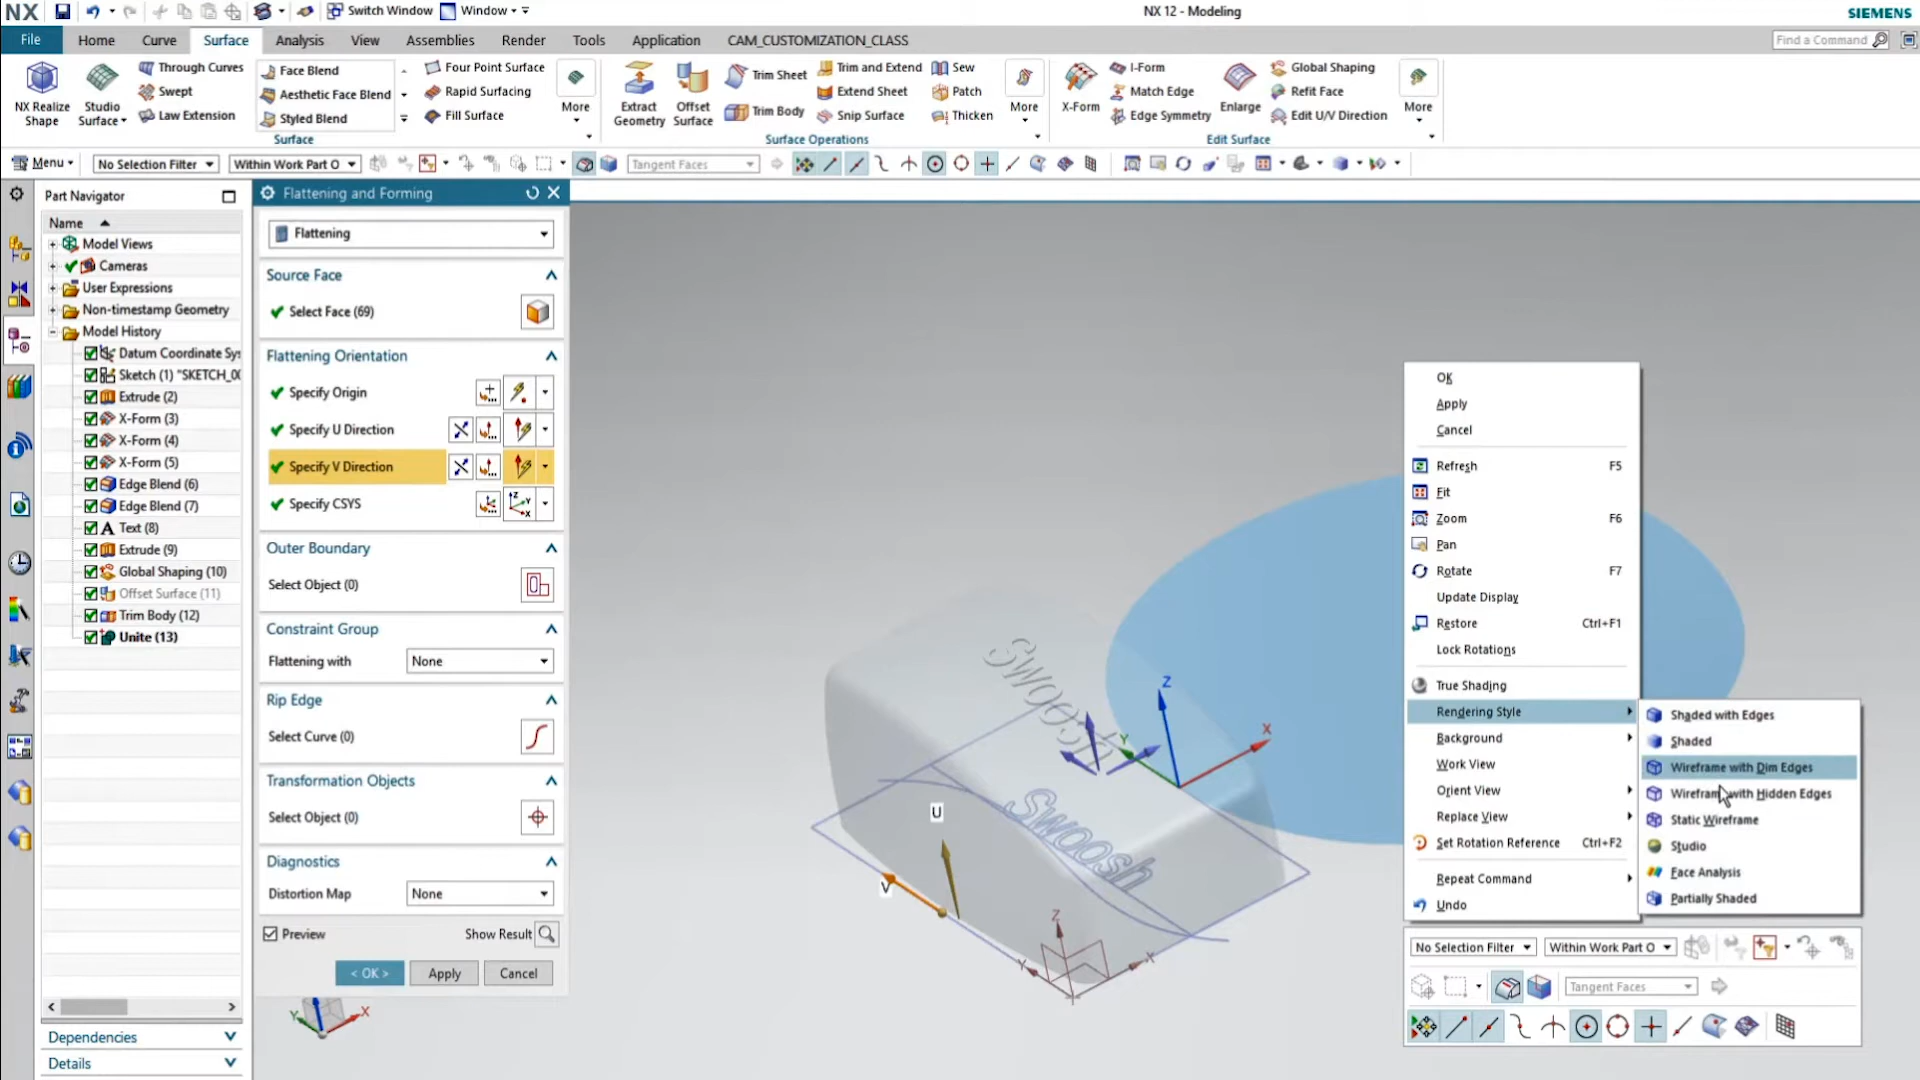 NX
Switch Window
Window
NX 12 - Modeling
SIEMENS
File
Home
Curve
Surface
Analysis
View
Assemblies
Render
Tools
Application
CAM_CUSTOMIZATION_CLASS
Find a Command
NX Realize
Shape
Studio
Surface
Through Curves
Swept
Law Extension
Face Blend
Aesthetic Face Blend
Styled Blend
Four Point Surface
Rapid Surfacing
Fill Surface
More
Surface
Extract
Geometry
Offset
Surface
Trim Sheet
Trim Body
Trim and Extend
Extend Sheet
Snip Surface
Sew
Patch
Thicken
More
Surface Operations
X-Form
I-Form
Match Edge
Edge Symmetry
Enlarge
Global Shaping
Refit Face
Edit U/V Direction
More
Edit Surface
Menu
No Selection Filter
Within Work Part O
Tangent Faces
Part Navigator
Name
Model Views
Cameras
User Expressions
Non-timestamp Geometry
Model History
Datum Coordinate Sy
Sketch (1) "SKETCH_0
Extrude (2)
X-Form (3)
X-Form (4)
X-Form (5)
Edge Blend (6)
Edge Blend (7)
Text (8)
Extrude (9)
Global Shaping (10)
Offset Surface (11)
Trim Body (12)
Unite (13)
Dependencies
Details
Flattening and Forming
Flattening
Source Face
Select Face (69)
Flattening Orientation
Specify Origin
Specify U Direction
Specify V Direction
Specify CSYS
Outer Boundary
Select Object (0)
Constraint Group
Flattening with
None
Rip Edge
Select Curve (0)
Transformation Objects
Select Object (0)
Diagnostics
Distortion Map
None
Preview
Show Result
< OK >
Apply
Cancel
Y
X
Swoosh
Swoosh
U
V
Z
Y
X
Z
Y
X
OK
Apply
Cancel
Refresh F5
Fit
Zoom F6
Pan
Rotate F7
Update Display
Restore Ctrl+F1
Lock Rotations
True Shading
Rendering Style
Background
Work View
Orient View
Replace View
Set Rotation Reference Ctrl+F2
Repeat Command
Undo
Shaded with Edges
Shaded
Wireframe with Dim Edges
Wireframe with Hidden Edges
Static Wireframe
Studio
Face Analysis
Partially Shaded
No Selection Filter
Within Work Part O
Tangent Faces